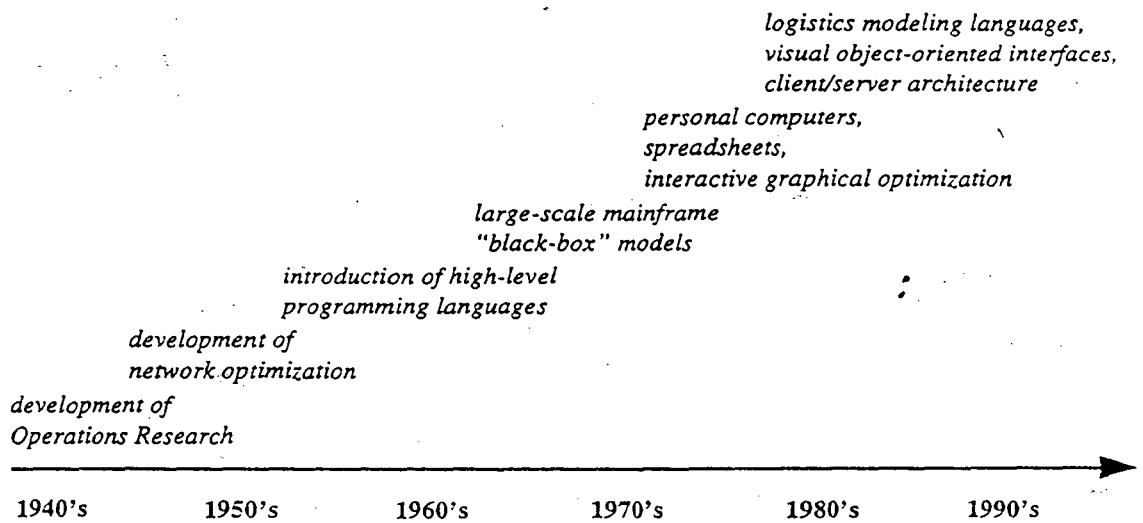 logistics modeling languages,
visual object-oriented interfaces,
client/server architecture
personal computers,
spreadsheets,
interactive graphical optimization
large-scale mainframe
"black-box" models
introduction of high-level
programming languages
development of
network optimization
development of
Operations Research
1940's 1950's 1960's 1970's 1980's 1990's